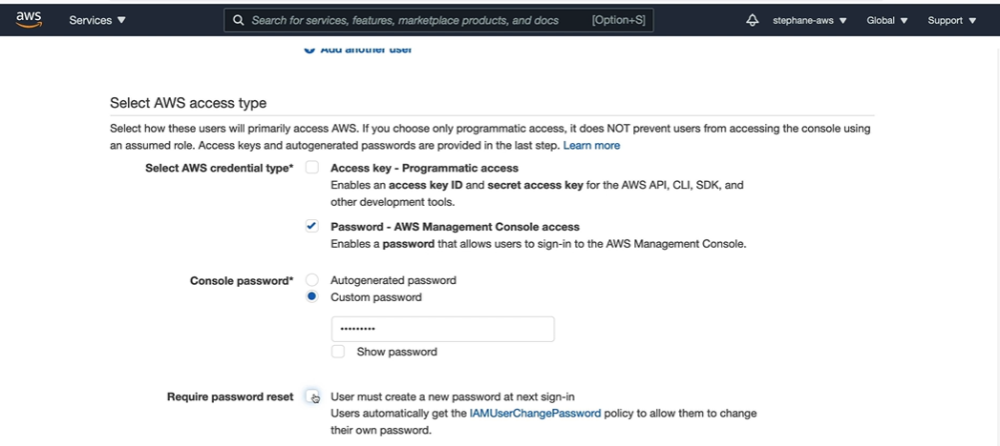 aws Services ▼ Search for services, features, marketplace products, and docs [Option+S] stephane-aws ▼ Global ▼ Support ▼
Add another user
Select AWS access type
Select how these users will primarily access AWS. If you choose only programmatic access, it does NOT prevent users from accessing the console using
an assumed role. Access keys and autogenerated passwords are provided in the last step. Learn more
Select AWS credential type* Access key - Programmatic access
Enables an access key ID and secret access key for the AWS API, CLI, SDK, and
other development tools.
Password - AWS Management Console access
Enables a password that allows users to sign-in to the AWS Management Console.
Console password* Autogenerated password
Custom password
•••••••••
Show password
Require password reset User must create a new password at next sign-in
Users automatically get the IAMUserChangePassword policy to allow them to change
their own password.